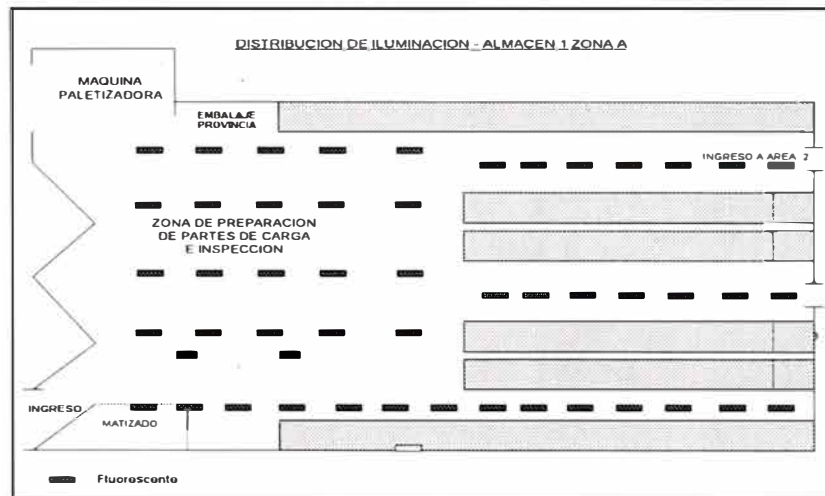 DISTRIBUCION DE ILUMINACION - ALMACEN 1 ZONA A
MAQUINA
PALETIZADORA
EMBALAJE
PROVINCIA
INGRESO A AREA 2
ZONA DE PREPARACION
DE PARTES DE CARGA
E INSPECCION
INGRESO
MATIZADO
Fluorescente